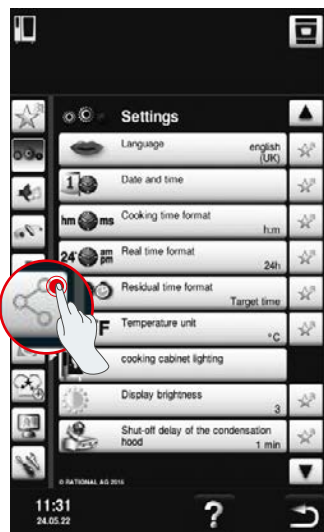 Settings
Language
english
(UK)
Date and time
1
hm ms
Cooking time format
h:m
24h am
pm
Real time format
24h
Residual time format
Target time
F
Temperature unit
°C
cooking cabinet lighting
Display brightness
3
Shut-off delay of the condensation
hood
1 min
© RATIONAL AG 2016
11:31
24.05.22
?